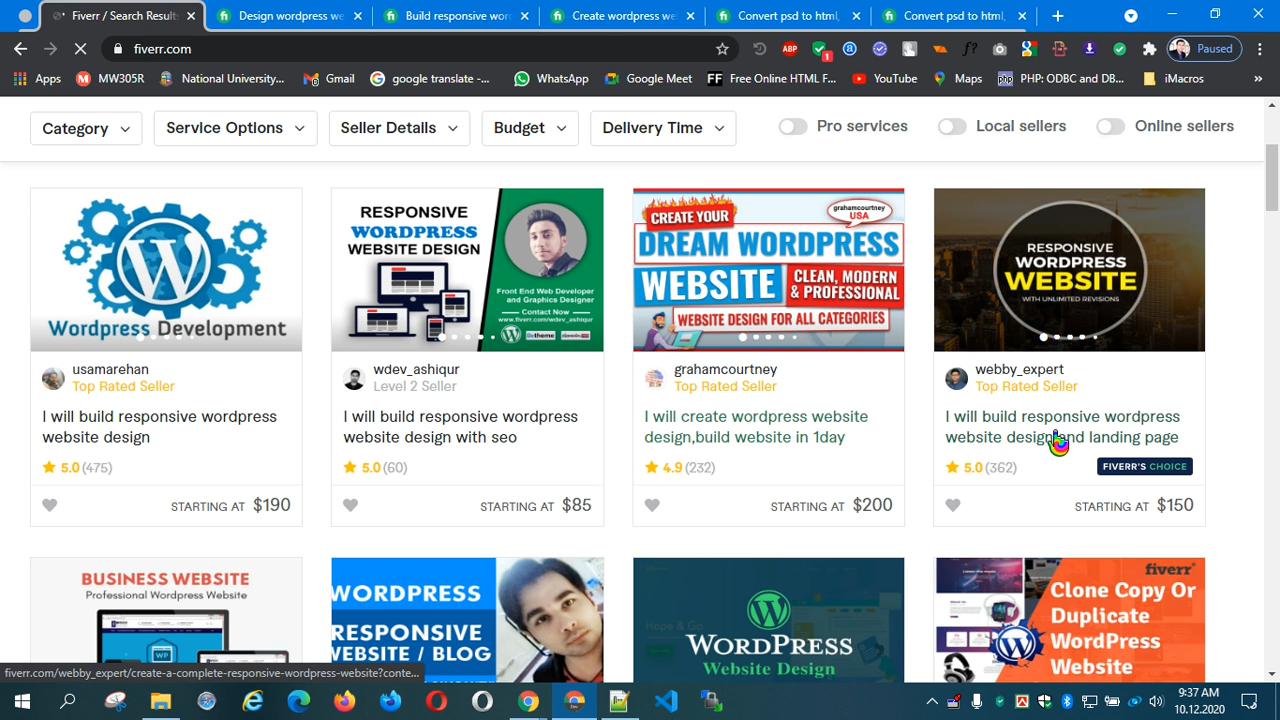 Fiverr / Search Results
Design wordpress we
Build responsive wor
Create wordpress we
Convert psd to html,
Convert psd to html,
fiverr.com
ABP
1
f?
Paused
Apps
MW305R
National University...
Gmail
google translate -...
WhatsApp
Google Meet
FF
Free Online HTML F...
YouTube
Maps
php
PHP: ODBC and DB...
iMacros
Category
Service Options
Seller Details
Budget
Delivery Time
Pro services
Local sellers
Online sellers
Wordpress Development
usamarehan
Top Rated Seller
I will build responsive wordpress
website design
5.0 (475)
STARTING AT $190
RESPONSIVE
WORDPRESS
WEBSITE DESIGN
Front End Web Developer
and Graphics Designer
Contact Now
www.fiverr.com/wdev_ashiqur
wdev_ashiqur
Level 2 Seller
I will build responsive wordpress
website design with seo
5.0 (60)
STARTING AT $85
CREATE YOUR
grahamcourtney
USA
DREAM WORDPRESS
WEBSITE
CLEAN, MODERN
& PROFESSIONAL
WEBSITE DESIGN FOR ALL CATEGORIES
grahamcourtney
Top Rated Seller
I will create wordpress website
design,build website in 1day
4.9 (232)
STARTING AT $200
RESPONSIVE
WORDPRESS
WEBSITE
WITH UNLIMITED REVISIONS
webby_expert
Top Rated Seller
I will build responsive wordpress
website design and landing page
5.0 (362)
FIVERR'S CHOICE
STARTING AT $150
BUSINESS WEBSITE
Professional Wordpress Website
WORDPRESS
RESPONSIVE
WEBSITE / BLOG
WORDPRESS
Website Design
fiverr
Clone Copy Or
Duplicate
WordPress
Website
fiverr.com/webby_expert/create-a-complete-responsive-wordpress-website?conte...
9:37 AM
10.12.2020